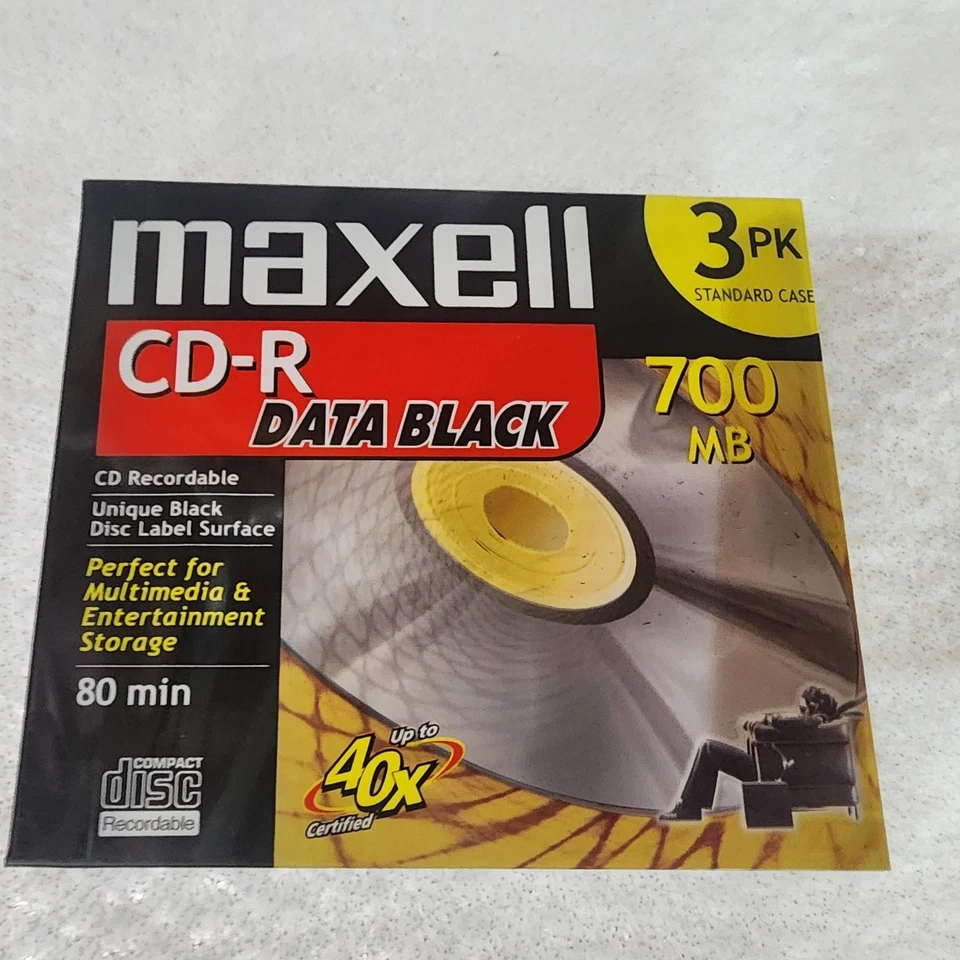 maxell
3PK
STANDARD CASE
CD-R
DATA BLACK
700
MB
CD Recordable
Unique Black
Disc Label Surface
Perfect for
Multimedia &
Entertainment
Storage
80 min
COMPACT
disc
Recordable
Up to
40x
Certified